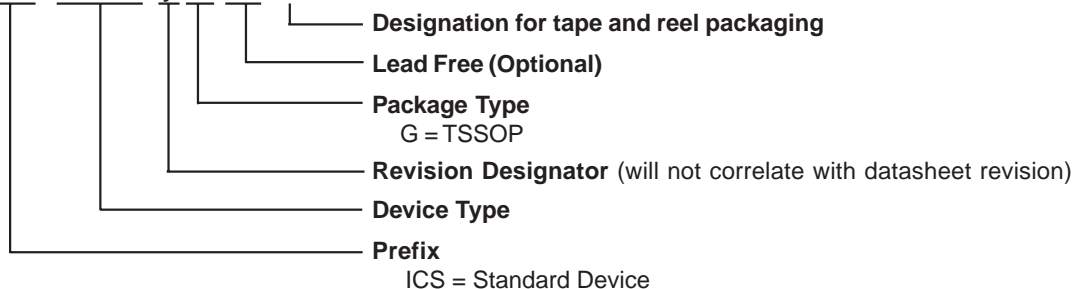 Designation for tape and reel packaging
Lead Free (Optional)
Package Type
G = TSSOP
Revision Designator (will not correlate with datasheet revision)
Device Type
Prefix
ICS = Standard Device